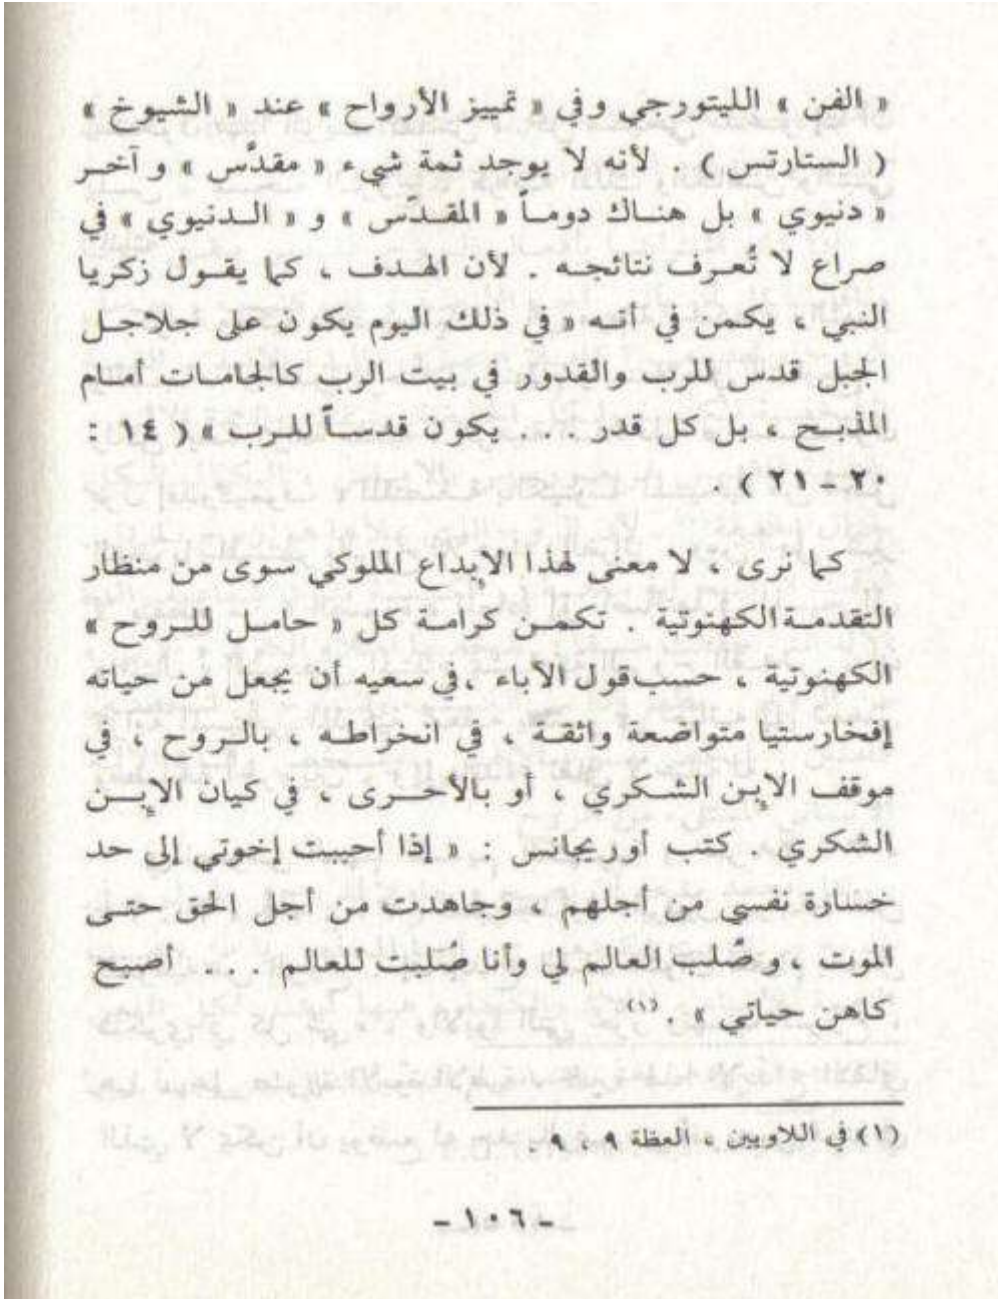 « الفن » الليتورجي وفي « تمييز الأرواح » عند « الشيوخ »
( الستارتس ) . لأنه لا يوجد ثمة شيء « مقدَّس » و آخر
« دنيوي » بل هناك دوماً « المقدّس » و « الدنيوي » في
صراع لا تُعرف نتائجه . لأن الهدف ، كما يقول زكريا
النبي ، يكمن في أنه « في ذلك اليوم يكون على جلاجل
الجبل قدس للرب والقدور في بيت الرب كالجامات أمام
المذبح ، بل كل قدر ... يكون قدساً للرب » ( ١٤ :
٢٠ - ٢١ ) .
كما نرى ، لا معنى لهذا الإبداع الملوكي سوى من منظار
التقدمة الكهنوتية . تكمن كرامة كل « حامل للروح »
الكهنوتية ، حسب قول الآباء ، في سعيه أن يجعل من حياته
إفخارستيا متواضعة واثقة ، في انخراطه ، بالروح ، في
موقف الإبن الشكري ، أو بالأحرى ، في كيان الإبن
الشكري . كتب أوريجانس : « إذا أحببت إخوتي إلى حد
خسارة نفسي من أجلهم ، وجاهدت من أجل الحق حتى
الموت ، وصُلب العالم لي وأنا صُلبت للعالم ... أصبح
كاهن حياتي » . (١)
(١) في اللاويين ، العظة ٩ ، ٩ .
- ١٠٦ -